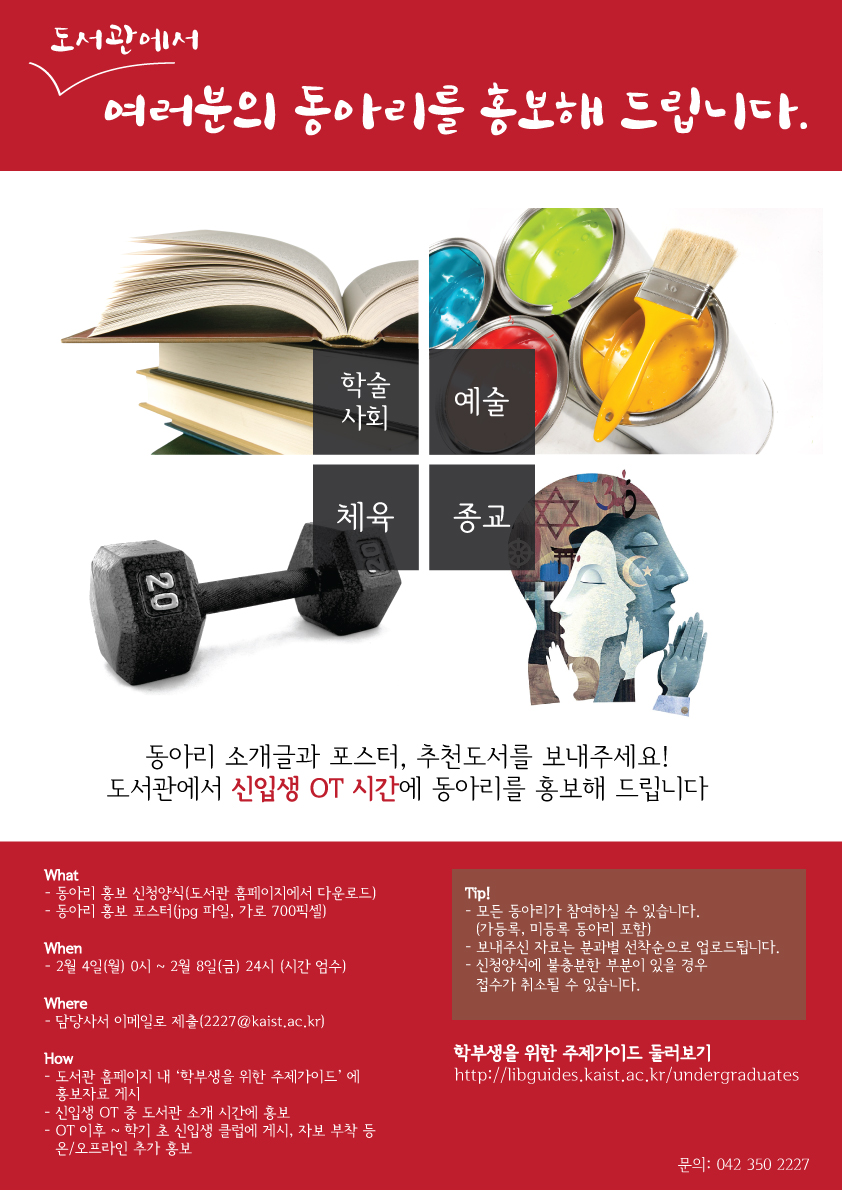 도서관에서
여러분의 동아리를 홍보해 드립니다.
학술
사회
예술
체육
종교
20
20
16
동아리 소개글과 포스터, 추천도서를 보내주세요!
도서관에서 신입생 OT 시간에 동아리를 홍보해 드립니다
What
- 동아리 홍보 신청양식(도서관 홈페이지에서 다운로드)
- 동아리 홍보 포스터(jpg 파일, 가로 700픽셀)
When
- 2월 4일(월) 0시 ~ 2월 8일(금) 24시 (시간 엄수)
Where
- 담당사서 이메일로 제출(2227@kaist.ac.kr)
How
- 도서관 홈페이지 내 ‘학부생을 위한 주제가이드’ 에
홍보자료 게시
- 신입생 OT 중 도서관 소개 시간에 홍보
- OT 이후 ~ 학기 초 신입생 클럽에 게시, 자보 부착 등
온/오프라인 추가 홍보
Tip!
- 모든 동아리가 참여하실 수 있습니다.
(가등록, 미등록 동아리 포함)
- 보내주신 자료는 분과별 선착순으로 업로드됩니다.
- 신청양식에 불충분한 부분이 있을 경우
접수가 취소될 수 있습니다.
학부생을 위한 주제가이드 둘러보기
http://libguides.kaist.ac.kr/undergraduates
문의: 042 350 2227